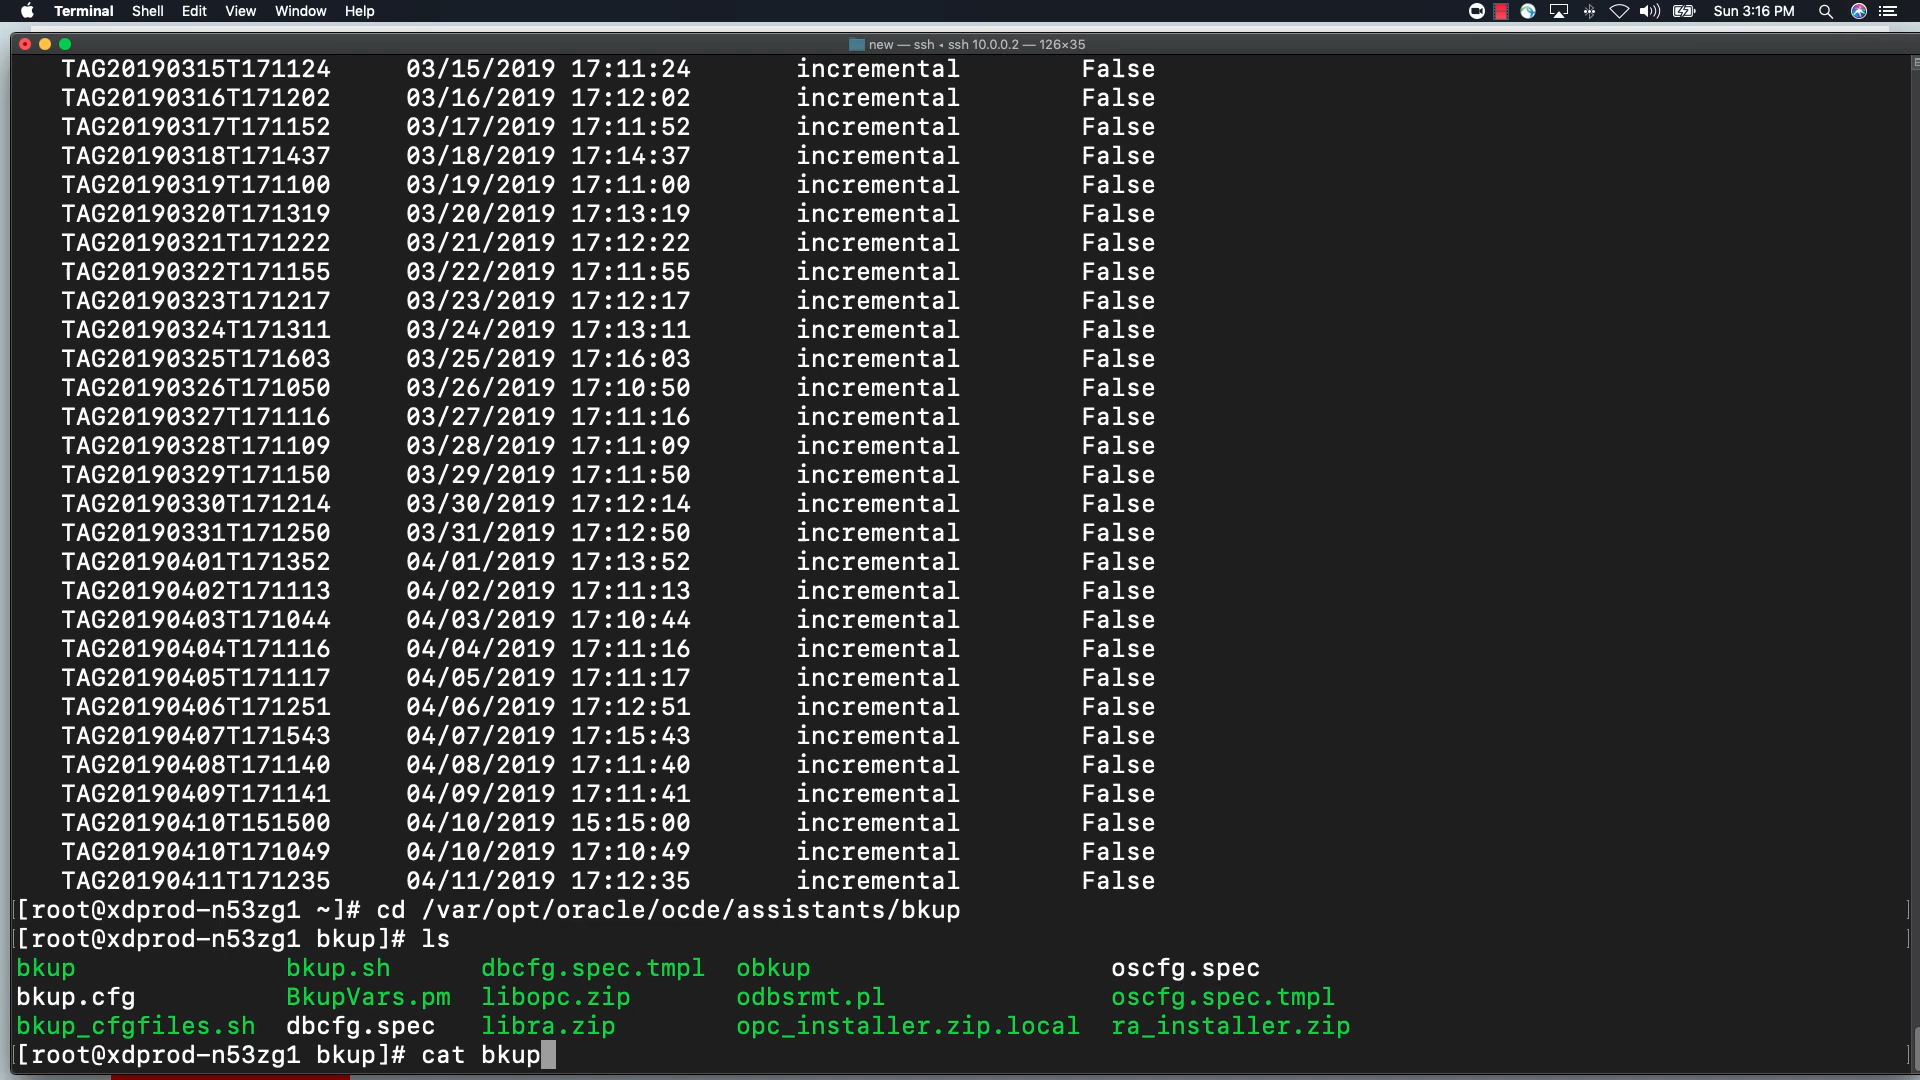 Terminal Shell Edit View Window Help Sun 3:16 PM
new — ssh ◂ ssh 10.0.0.2 — 126×35
TAG20190315T171124 03/15/2019 17:11:24 incremental False
TAG20190316T171202 03/16/2019 17:12:02 incremental False
TAG20190317T171152 03/17/2019 17:11:52 incremental False
TAG20190318T171437 03/18/2019 17:14:37 incremental False
TAG20190319T171100 03/19/2019 17:11:00 incremental False
TAG20190320T171319 03/20/2019 17:13:19 incremental False
TAG20190321T171222 03/21/2019 17:12:22 incremental False
TAG20190322T171155 03/22/2019 17:11:55 incremental False
TAG20190323T171217 03/23/2019 17:12:17 incremental False
TAG20190324T171311 03/24/2019 17:13:11 incremental False
TAG20190325T171603 03/25/2019 17:16:03 incremental False
TAG20190326T171050 03/26/2019 17:10:50 incremental False
TAG20190327T171116 03/27/2019 17:11:16 incremental False
TAG20190328T171109 03/28/2019 17:11:09 incremental False
TAG20190329T171150 03/29/2019 17:11:50 incremental False
TAG20190330T171214 03/30/2019 17:12:14 incremental False
TAG20190331T171250 03/31/2019 17:12:50 incremental False
TAG20190401T171352 04/01/2019 17:13:52 incremental False
TAG20190402T171113 04/02/2019 17:11:13 incremental False
TAG20190403T171044 04/03/2019 17:10:44 incremental False
TAG20190404T171116 04/04/2019 17:11:16 incremental False
TAG20190405T171117 04/05/2019 17:11:17 incremental False
TAG20190406T171251 04/06/2019 17:12:51 incremental False
TAG20190407T171543 04/07/2019 17:15:43 incremental False
TAG20190408T171140 04/08/2019 17:11:40 incremental False
TAG20190409T171141 04/09/2019 17:11:41 incremental False
TAG20190410T151500 04/10/2019 15:15:00 incremental False
TAG20190410T171049 04/10/2019 17:10:49 incremental False
TAG20190411T171235 04/11/2019 17:12:35 incremental False
[root@xdprod-n53zg1 ~]# cd /var/opt/oracle/ocde/assistants/bkup
[root@xdprod-n53zg1 bkup]# ls
bkup bkup.sh dbcfg.spec.tmpl obkup oscfg.spec
bkup.cfg BkupVars.pm libopc.zip odbsrmt.pl oscfg.spec.tmpl
bkup_cfgfiles.sh dbcfg.spec libra.zip opc_installer.zip.local ra_installer.zip
[root@xdprod-n53zg1 bkup]# cat bkup